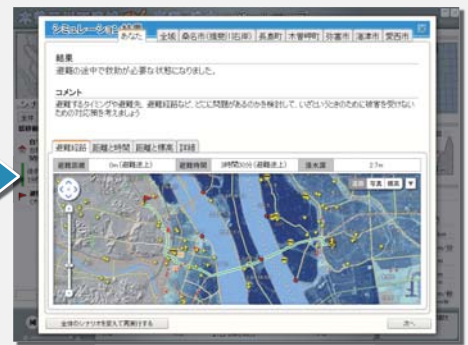 シミュレーション結果
あなた 全域 桑名市(揖斐川右岸) 長島町 木曽岬町 弥富市 海津市 愛西市
結果
避難の途中で救助が必要な状態になりました。
コメント
避難するタイミングや避難先、避難経路など、どこに問題があるのかを検討して、いざというときのために被害を受けない
ための対応策を考えましょう
避難経路 距離と時間 距離と標高 詳細
避難距離 0m(避難途上) 避難時間 3時間30分(避難途上) 浸水深 2.7m
写真 標高
全体のシナリオを変えて再実行する
次へ